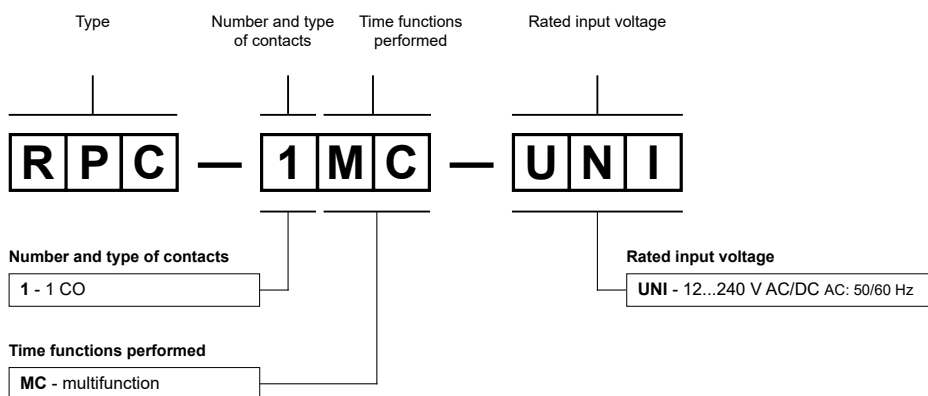 Type
Number and type
of contacts
Time functions
performed
Rated input voltage
RPC — 1MC — UNI
Number and type of contacts
1 - 1 CO
Rated input voltage
UNI - 12...240 V AC/DC AC: 50/60 Hz
Time functions performed
MC - multifunction